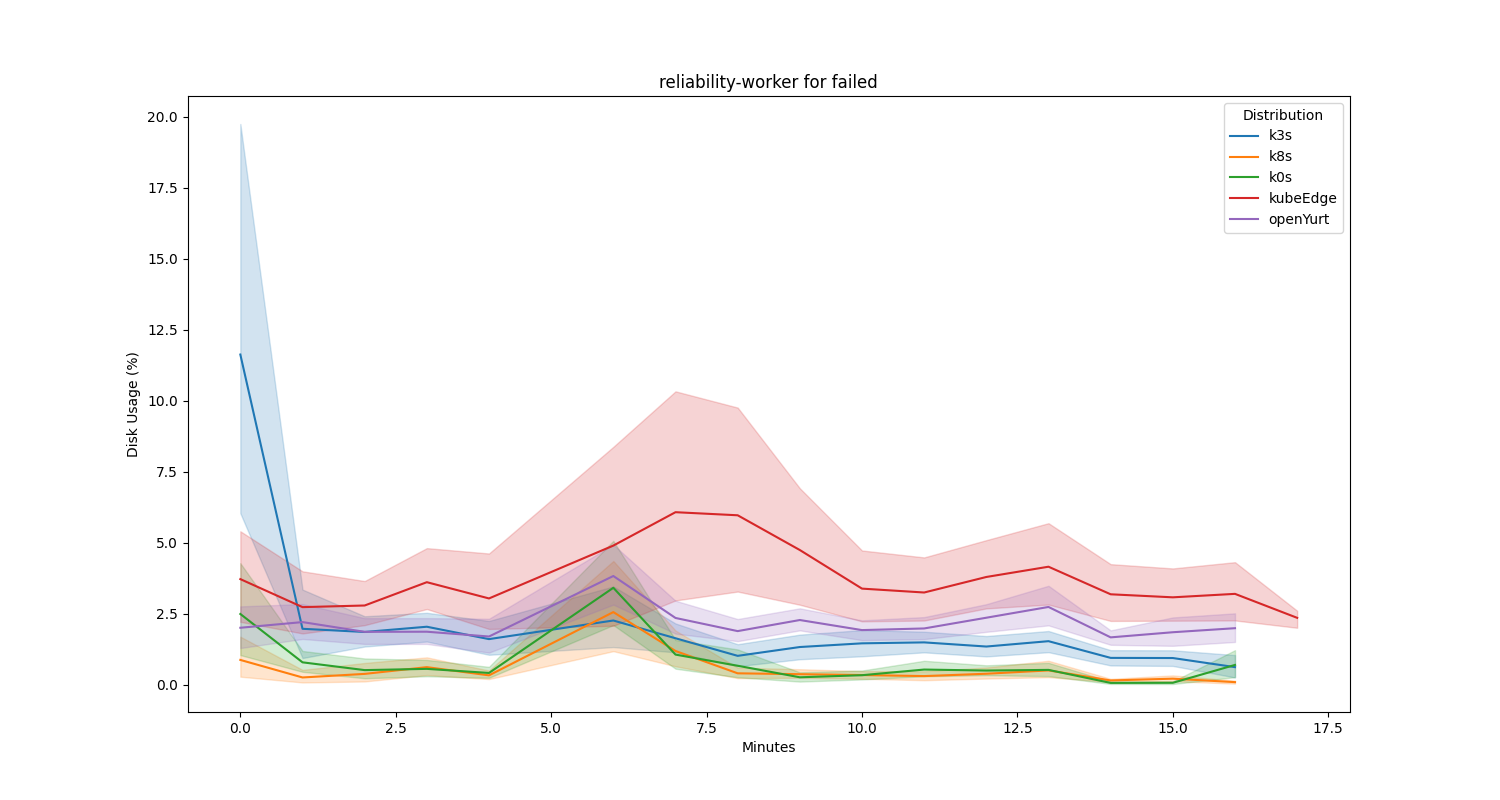 reliability-worker for failed
Distribution
k3s
k8s
k0s
kubeEdge
openYurt
Disk Usage (%)
20.0
17.5
15.0
12.5
10.0
7.5
5.0
2.5
0.0
0.0 2.5 5.0 7.5 10.0 12.5 15.0 17.5
Minutes